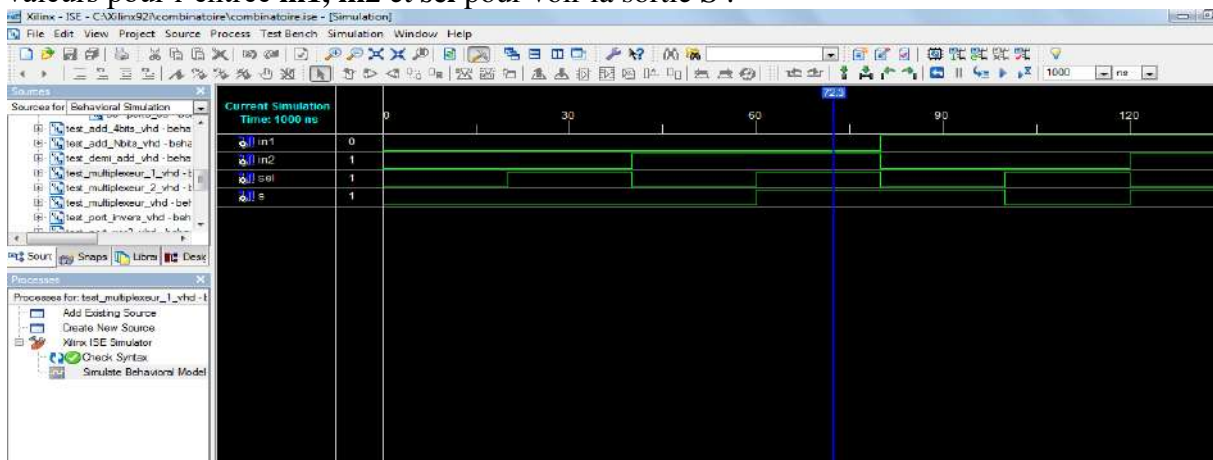 valeurs pour l'entrée in1, in2 et sel pour voir la sortie S .
Xilinx - ISE - C:\Xilinx92i\combinatoire\combinatoire.ise - [Simulation]
File Edit View Project Source Process Test Bench Simulation Window Help
1000 ns
Sources
Sources for: Behavioral Simulation
test_add_4bits_vhd - beha
test_add_Nbits_vhd - beha
test_demi_add_vhd - beha
test_multiplexeur_1_vhd - b
test_multiplexeur_2_vhd - b
test_multiplexeur_vhd - beh
test_port_invers_vhd - beh
Sourc Snaps Librar Desig
Processes
Processes for: test_multiplexeur_1_vhd - b
Add Existing Source
Create New Source
Xilinx ISE Simulator
Check Syntax
Simulate Behavioral Model
Current Simulation
Time: 1000 ns
72.3
0 30 60 90 120
in1 0
in2 1
sel 1
s 1